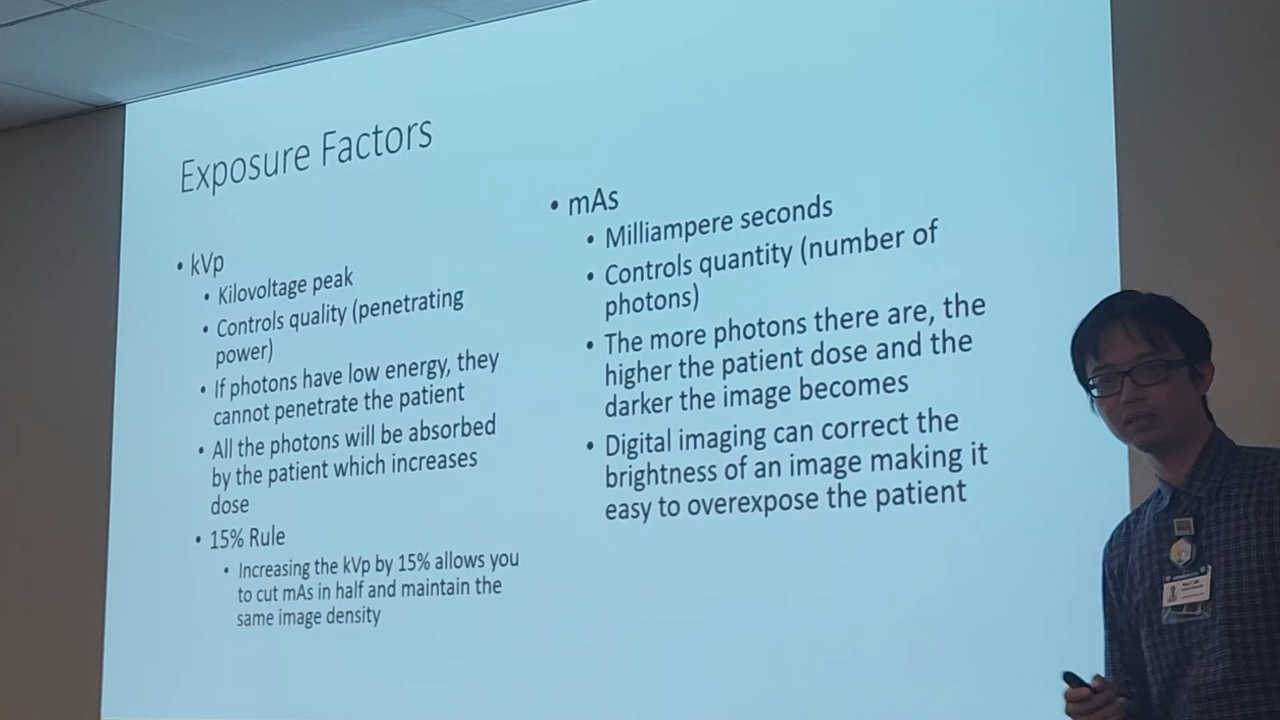 Exposure Factors
• kVp
• Kilovoltage peak
• Controls quality (penetrating
power)
• If photons have low energy, they
cannot penetrate the patient
• All the photons will be absorbed
by the patient which increases
dose
• 15% Rule
• Increasing the kVp by 15% allows you
to cut mAs in half and maintain the
same image density
• mAs
• Milliampere seconds
• Controls quantity (number of
photons)
• The more photons there are, the
higher the patient dose and the
darker the image becomes
• Digital imaging can correct the
brightness of an image making it
easy to overexpose the patient